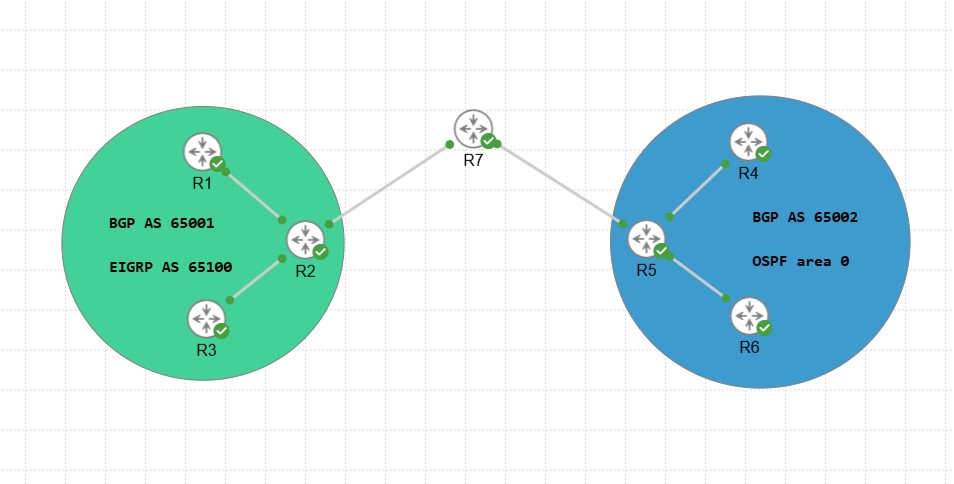 R7
R1
BGP AS 65001
EIGRP AS 65100
R2
R3
R4
BGP AS 65002
OSPF area 0
R5
R6